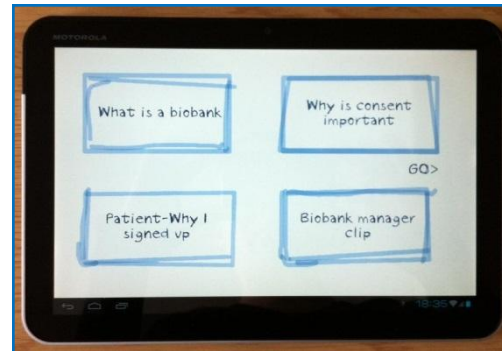 MOTOROLA
What is a biobank
Why is consent
important
GO>
Patient-Why I
signed up
Biobank manager
clip
18:35